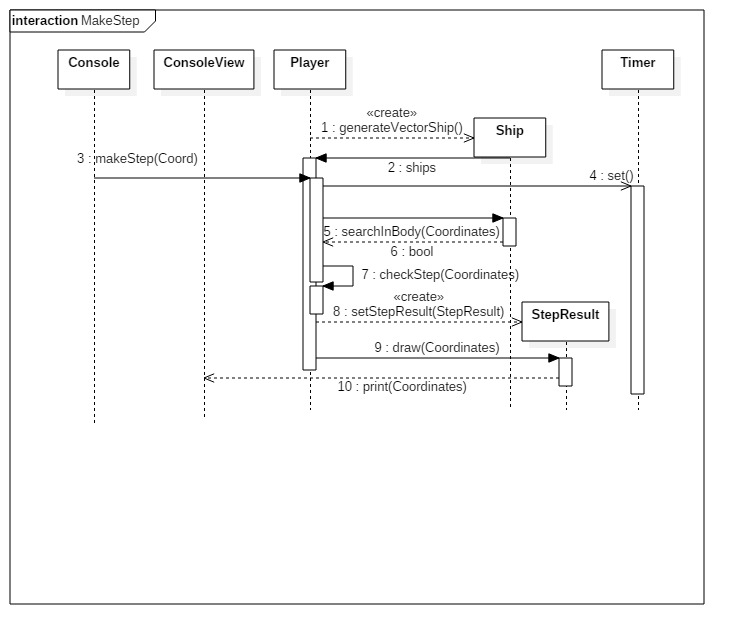 interaction MakeStep
Console
ConsoleView
Player
Timer
«create»
1 : generateVectorShip()
Ship
3 : makeStep(Coord)
2 : ships
4 : set()
5 : searchInBody(Coordinates)
6 : bool
7 : checkStep(Coordinates)
«create»
8 : setStepResult(StepResult)
StepResult
9 : draw(Coordinates)
10 : print(Coordinates)